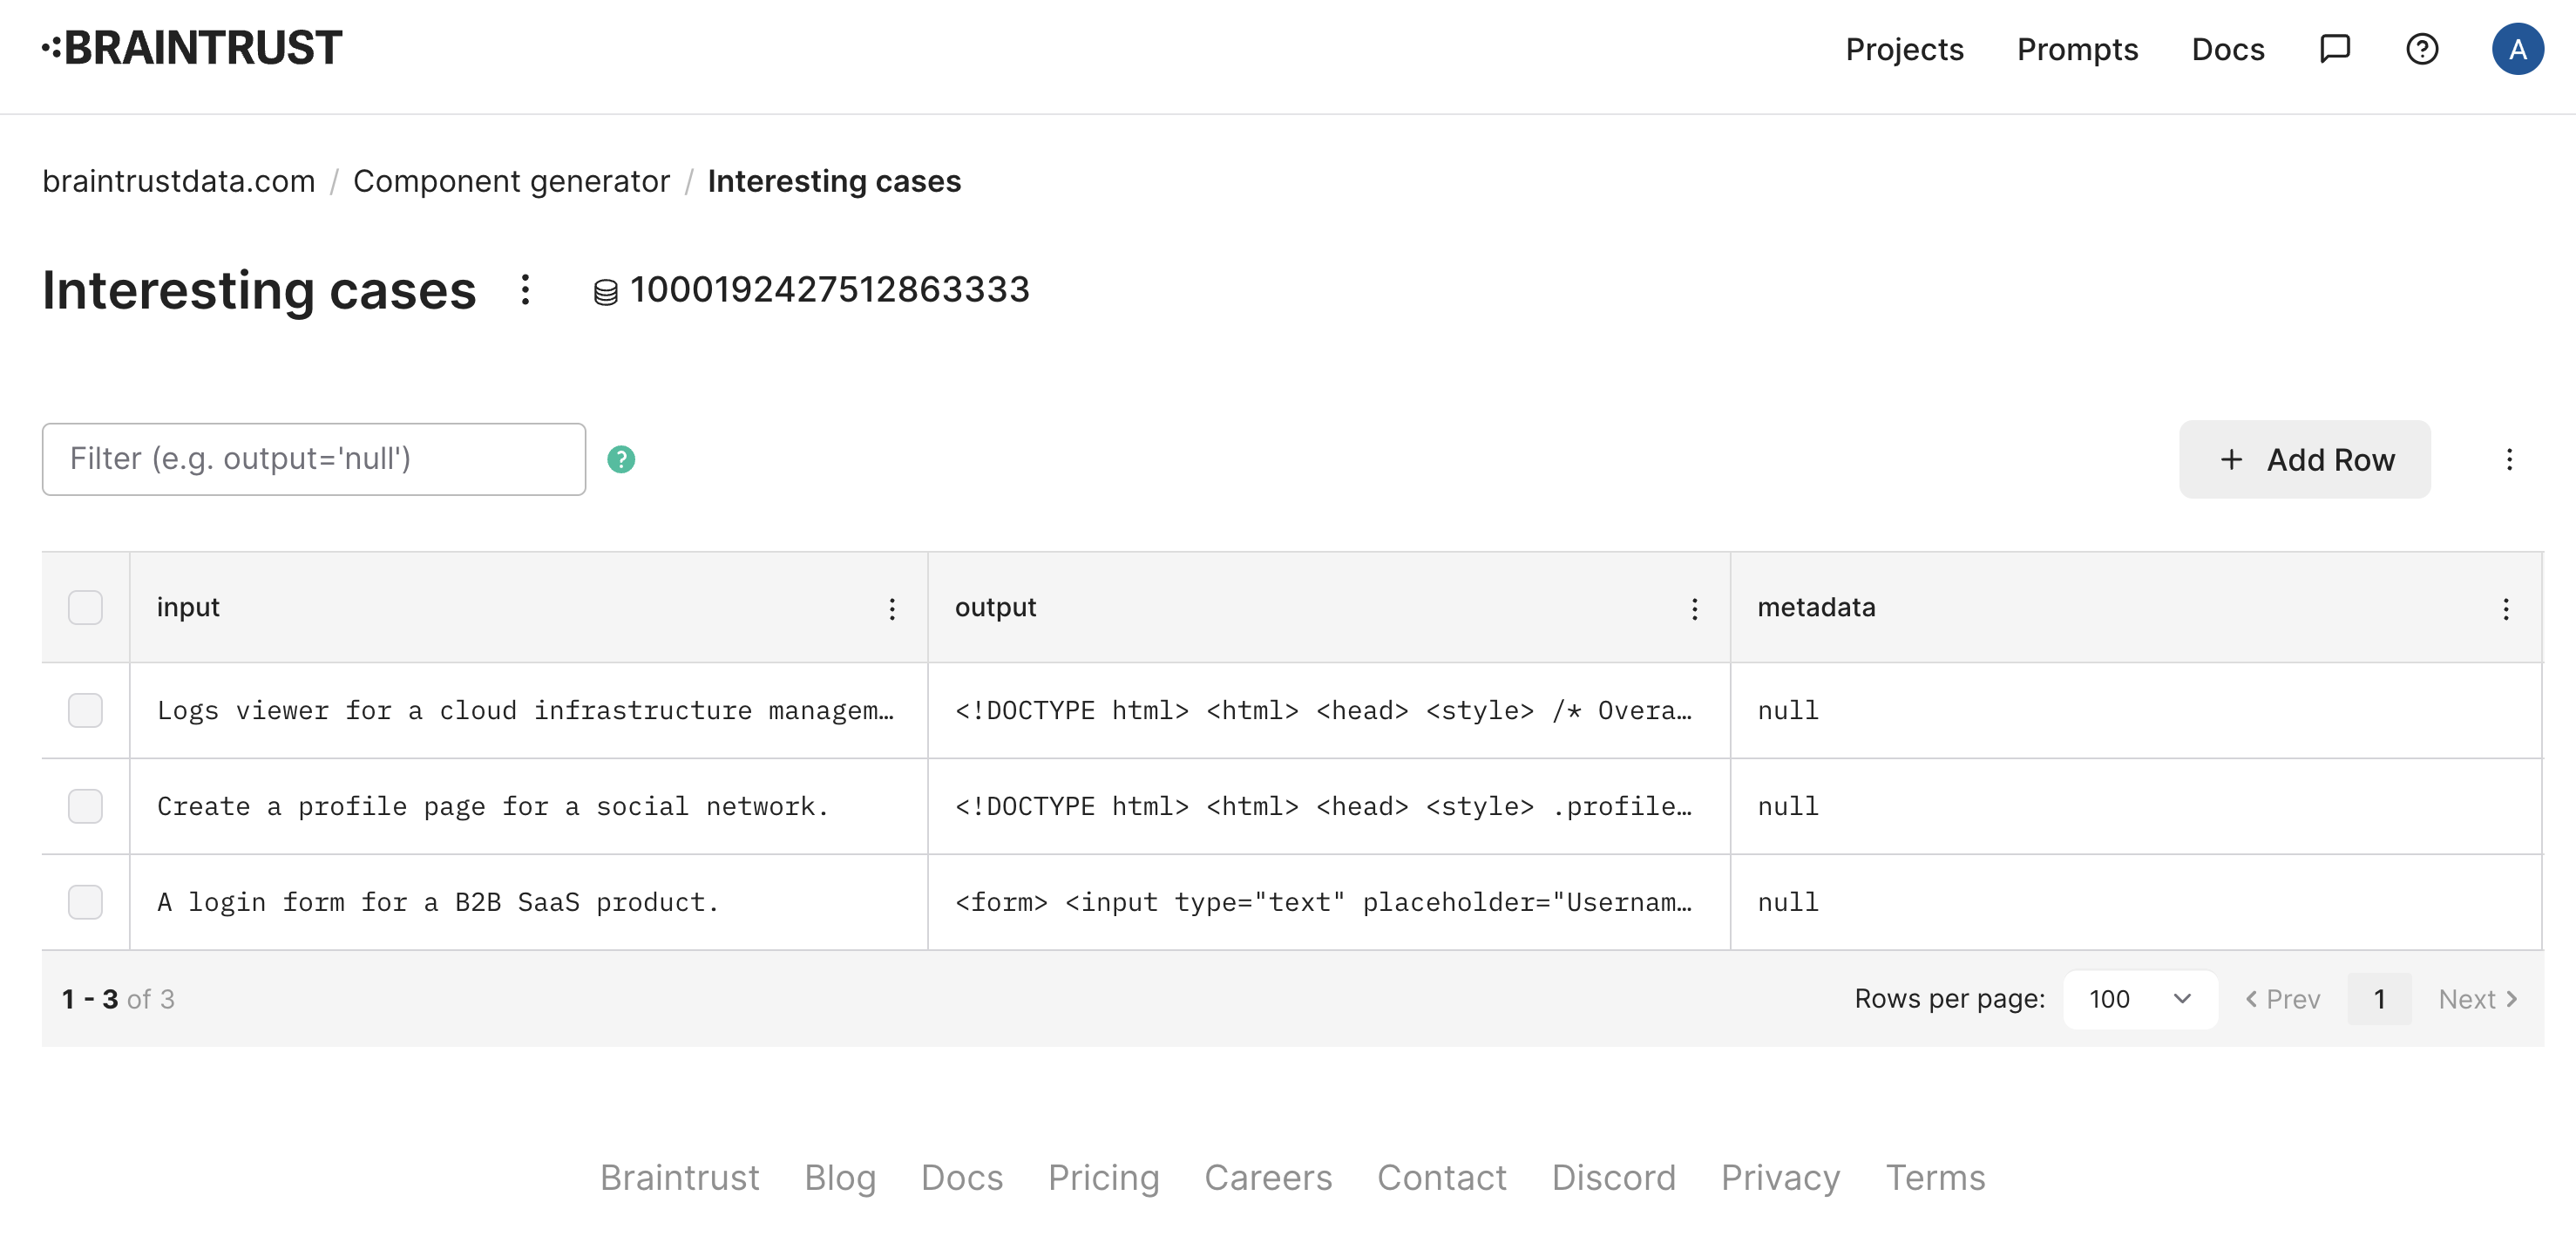 BRAINTRUST Projects Prompts Docs A
braintrustdata.com / Component generator / Interesting cases
Interesting cases 1000192427512863333
Filter (e.g. output='null') ? + Add Row
input output metadata
Logs viewer for a cloud infrastructure managem… <!DOCTYPE html> <html> <head> <style> /* Overa… null
Create a profile page for a social network. <!DOCTYPE html> <html> <head> <style> .profile… null
A login form for a B2B SaaS product. <form> <input type="text" placeholder="Usernam… null
1 - 3 of 3 Rows per page: 100 Prev 1 Next
Braintrust Blog Docs Pricing Careers Contact Discord Privacy Terms